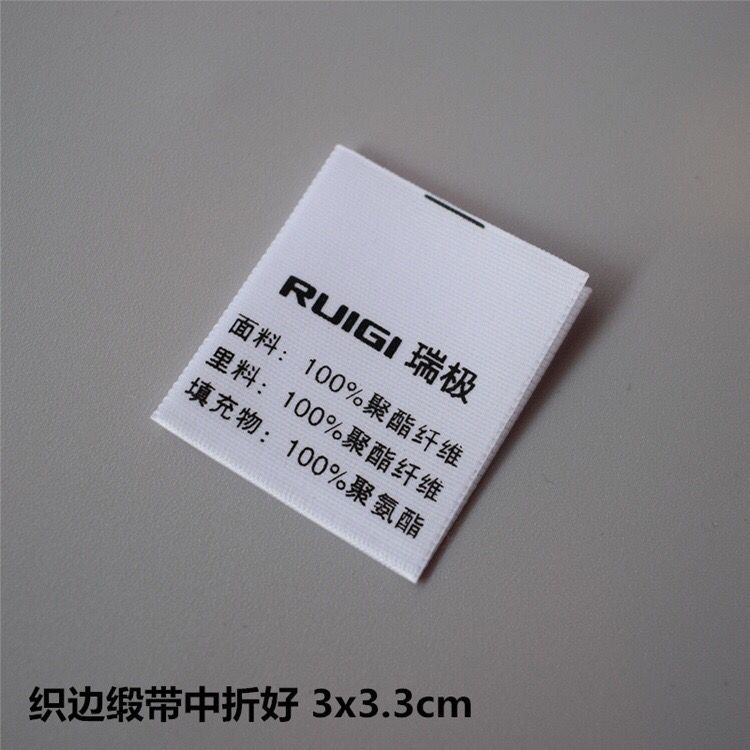 RUIGI 瑞极
面料：100%聚酯纤维
里料：100%聚酯纤维
填充物：100%聚氨酯
织边缎带中折好 3x3.3cm